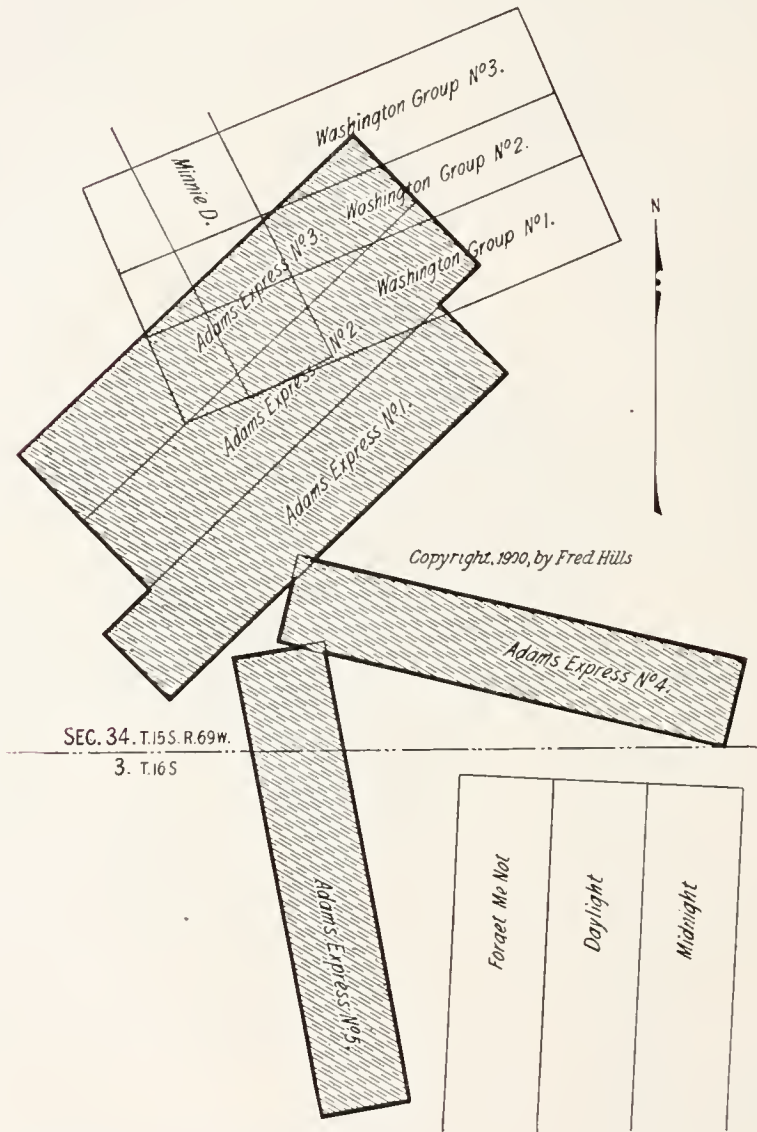 Washington Group Nº3.
Minnie D.
Washington Group Nº2.
Washington Group Nº1.
Adams Express Nº3.
Adams Express Nº2
Adams Express Nº1.
N
Copyright, 1900, by Fred Hills
Adams Express Nº4.
SEC. 34. T.15 S. R.69W.
3. T.16 S
Adams Express Nº5.
Forget Me Not
Daylight
Midnight